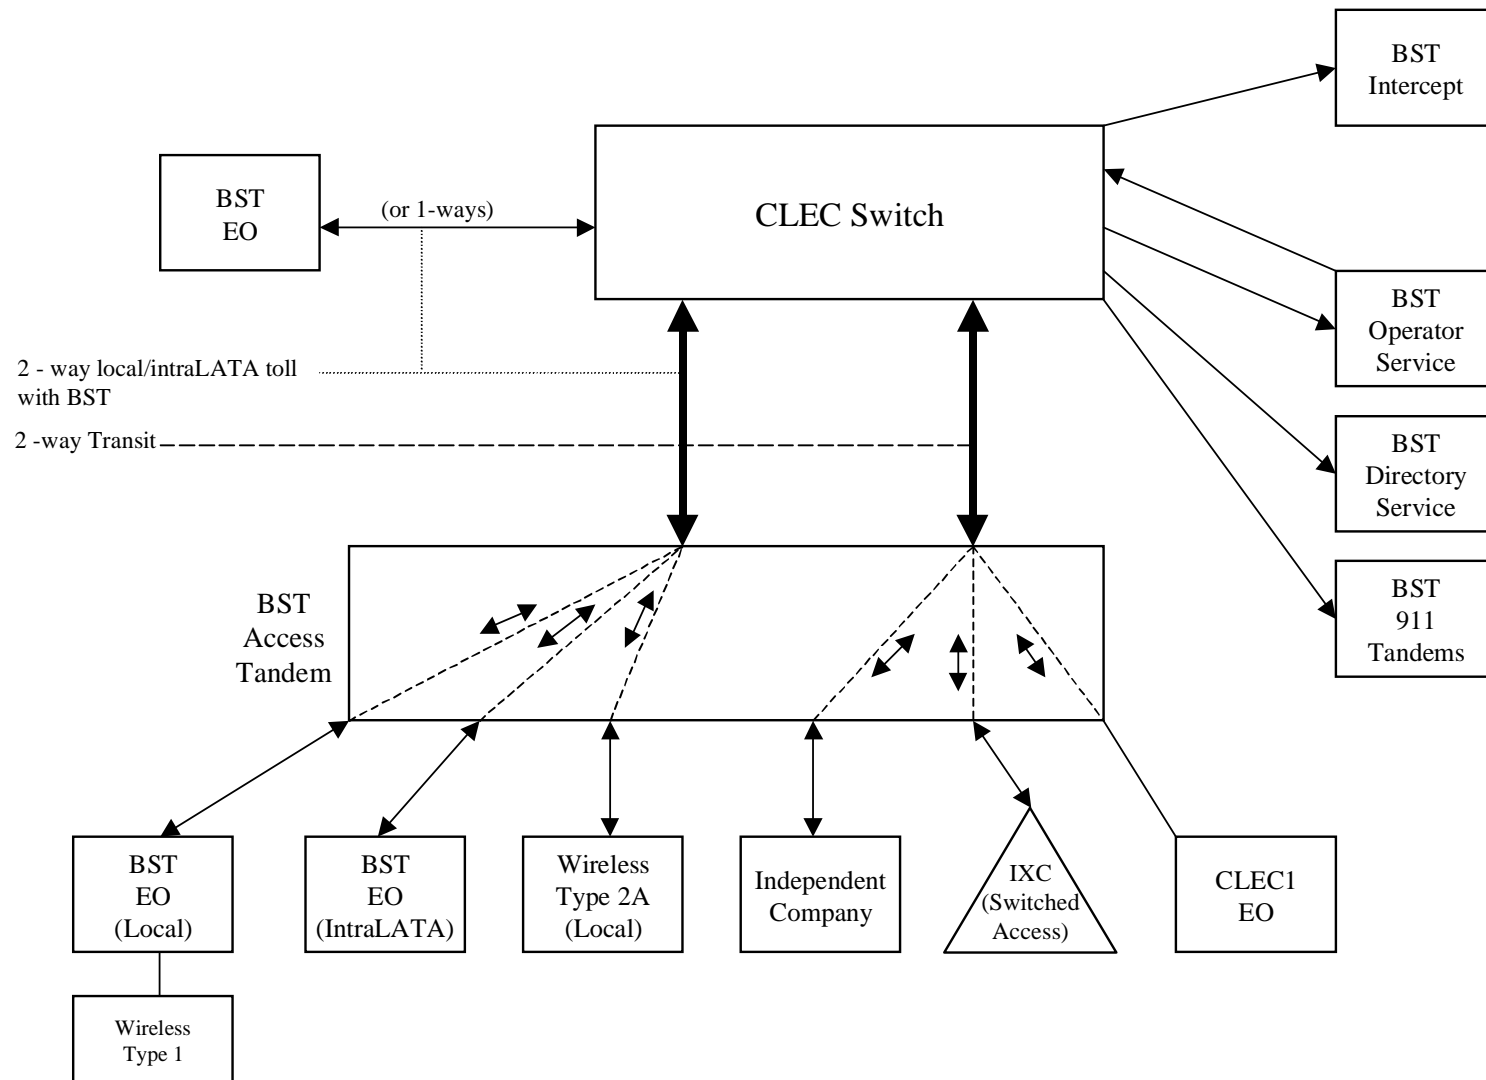 BST
Intercept
BST
EO
(or 1-ways)
CLEC Switch
BST
Operator
Service
2 - way local/intraLATA toll
with BST
2 -way Transit
BST
Directory
Service
BST
911
Tandems
BST
Access
Tandem
BST
EO
(Local)
BST
EO
(IntraLATA)
Wireless
Type 2A
(Local)
Independent
Company
IXC
(Switched
Access)
CLEC1
EO
Wireless
Type 1